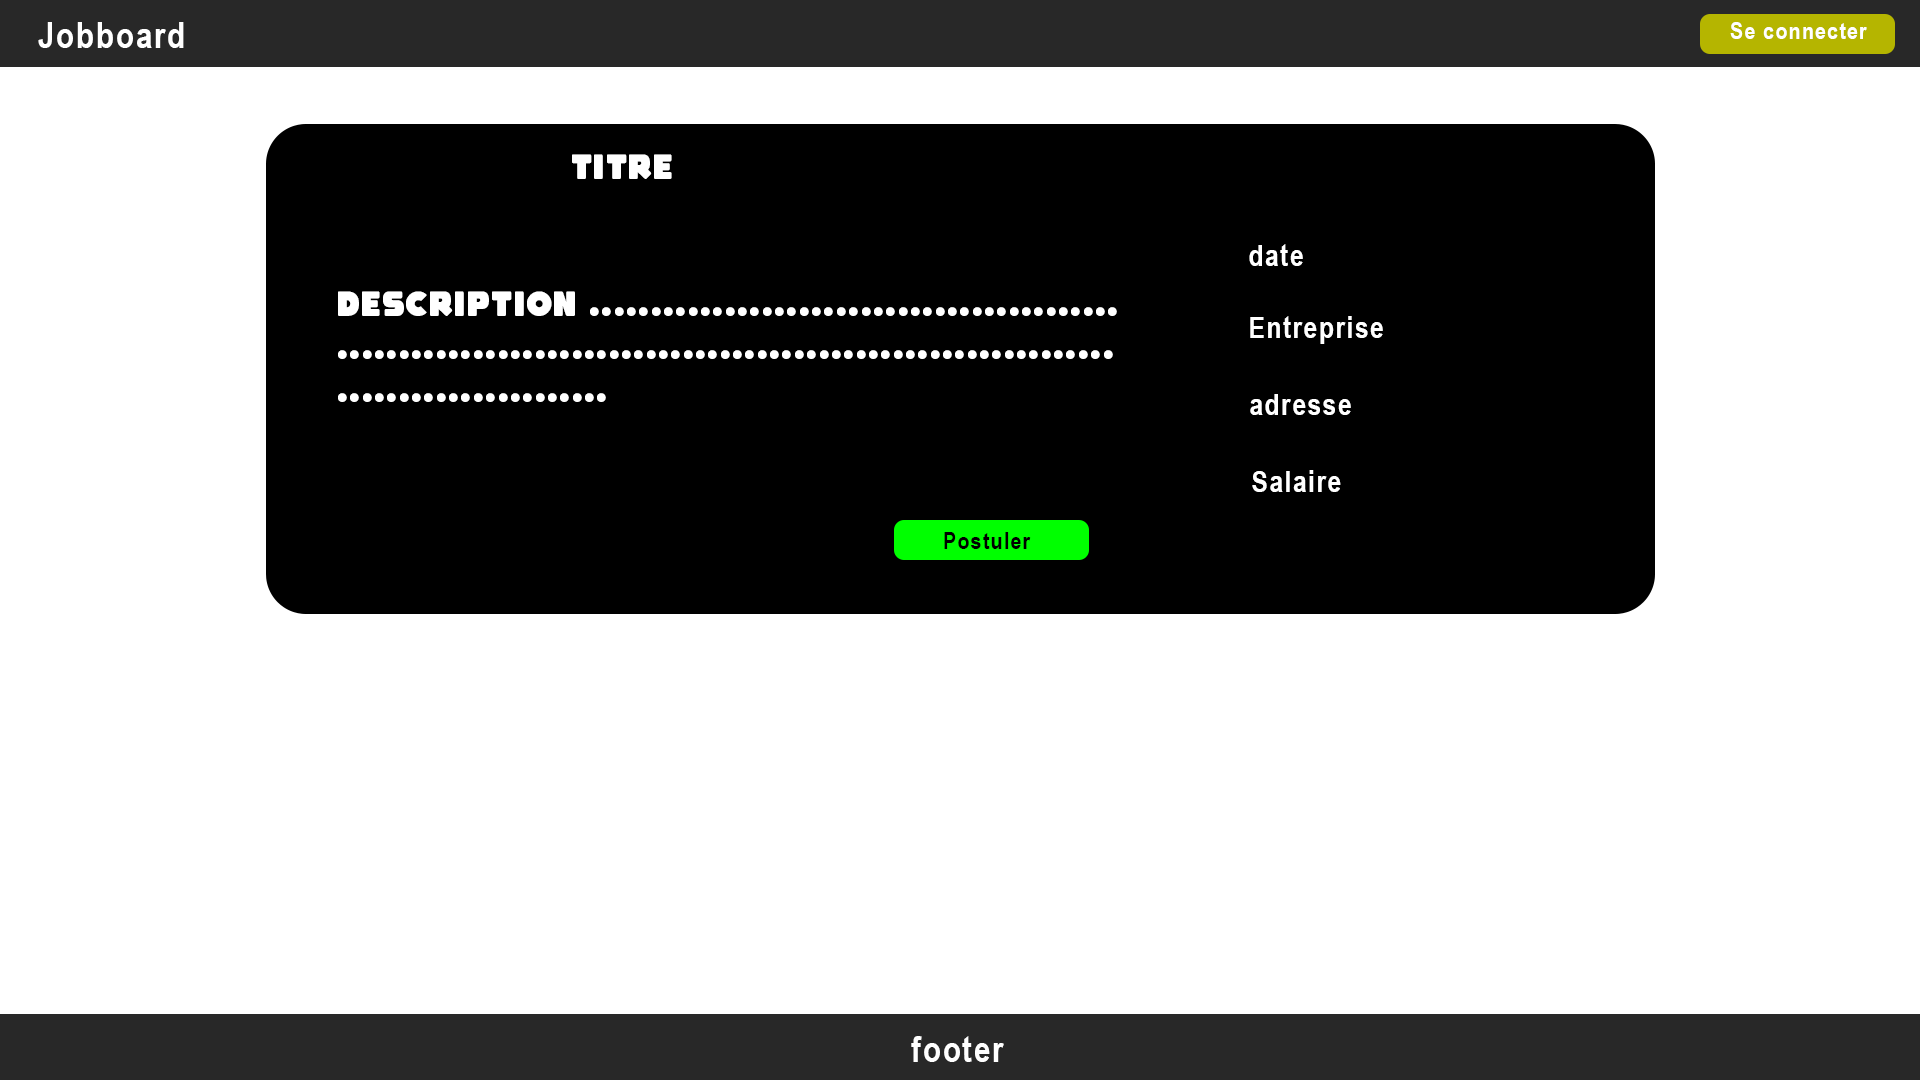 Jobboard
Se connecter
TITRE
date
DESCRIPTION ...........................................
...............................................................
......................
Entreprise
adresse
Salaire
Postuler
footer